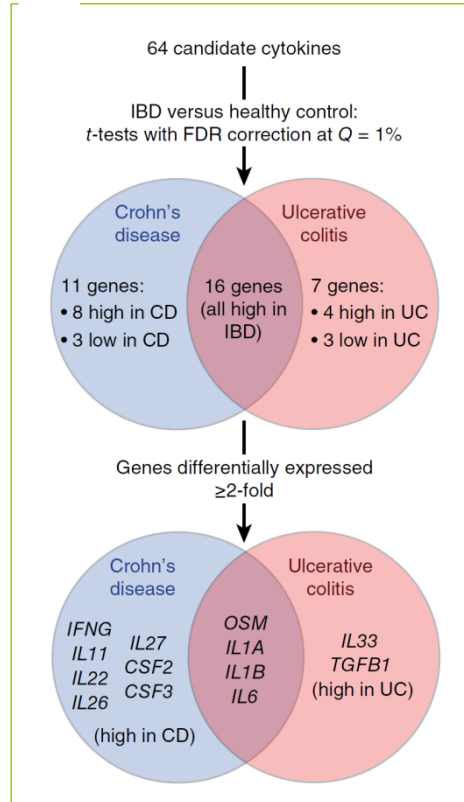 64 candidate cytokines
IBD versus healthy control:
t-tests with FDR correction at Q = 1%
Crohn's
disease
Ulcerative
colitis
11 genes:
• 8 high in CD
• 3 low in CD
16 genes
(all high in
IBD)
7 genes:
• 4 high in UC
• 3 low in UC
Genes differentially expressed
≥2-fold
Crohn's
disease
Ulcerative
colitis
IFNG
IL11
IL22
IL26
IL27
CSF2
CSF3
(high in CD)
OSM
IL1A
IL1B
IL6
IL33
TGFB1
(high in UC)